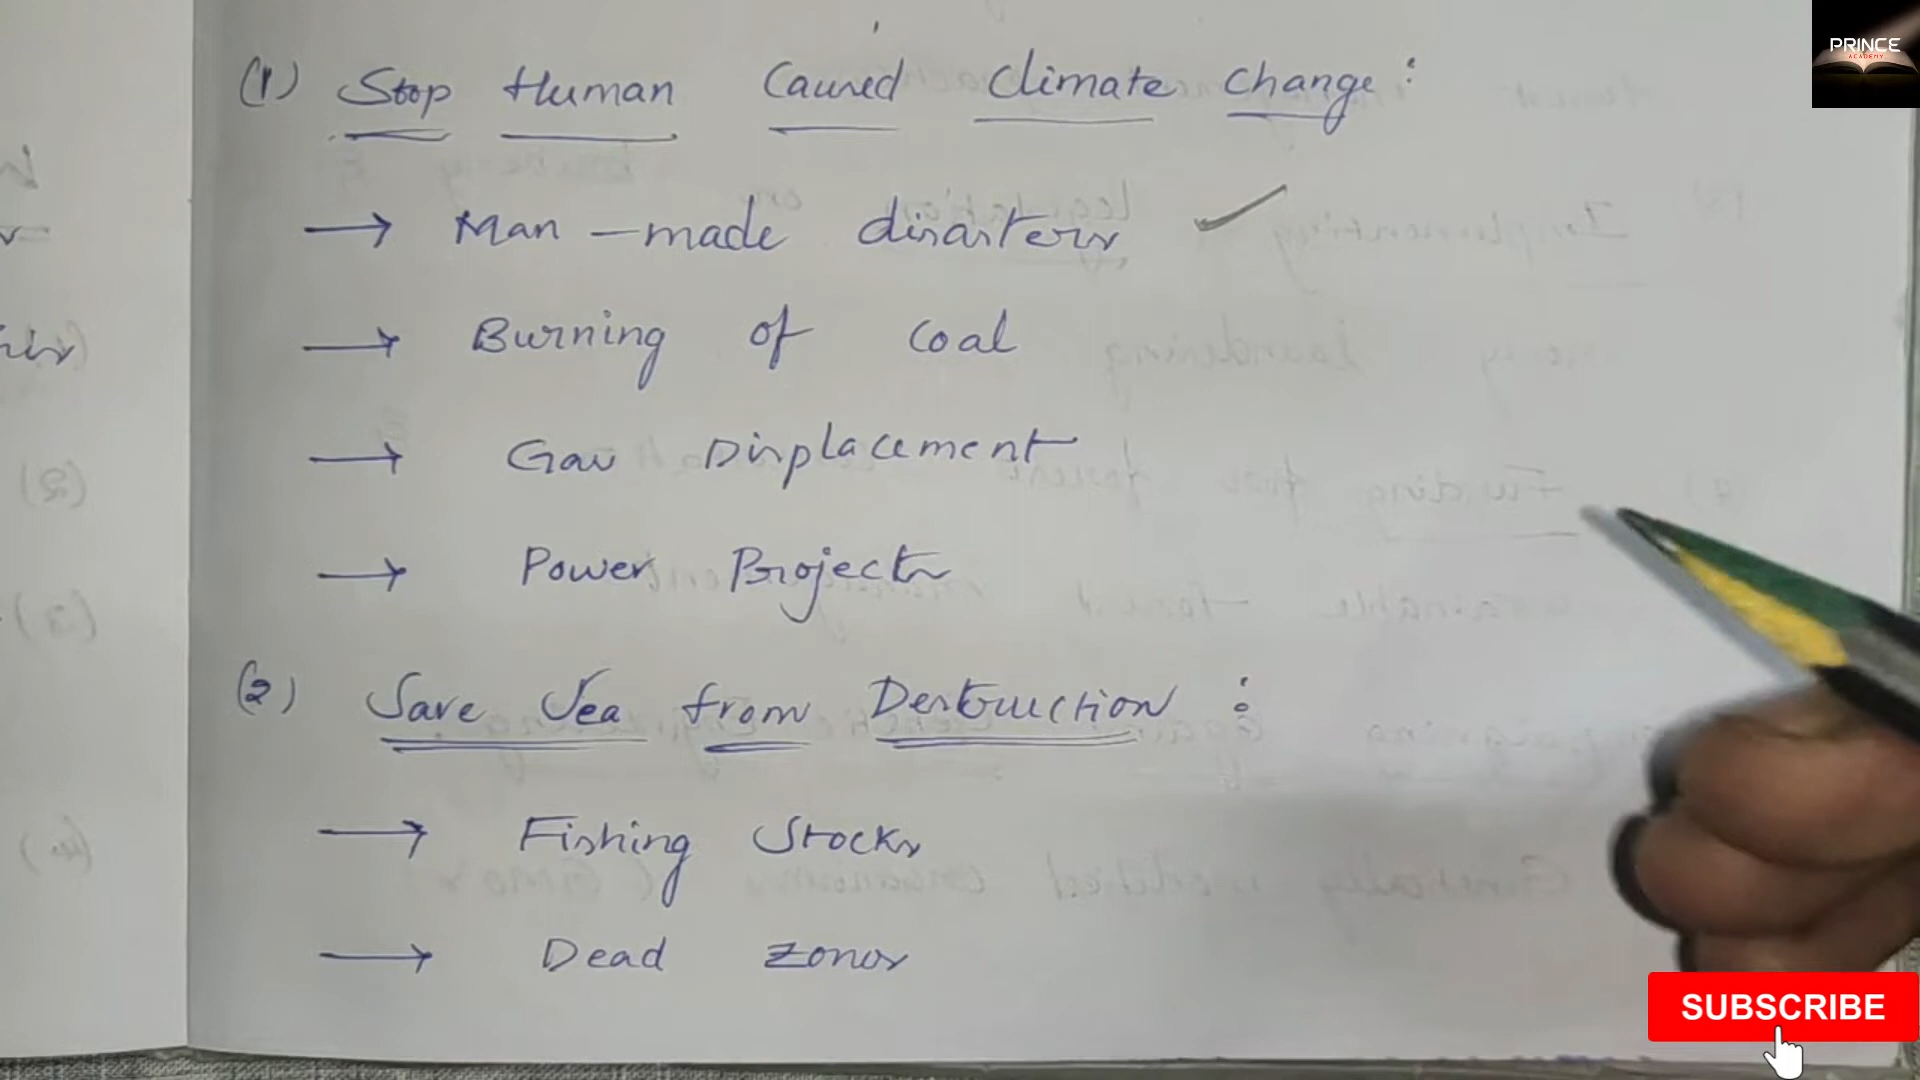 (1) Stop Human Caused Climate Change :
→ Man-made disasters ✓
→ Burning of coal
→ Gas Displacement
→ Power Projects
(2) Save Sea from Destruction :
→ Fishing Stocks
→ Dead zones
PRINCE
ACADEMY
SUBSCRIBE